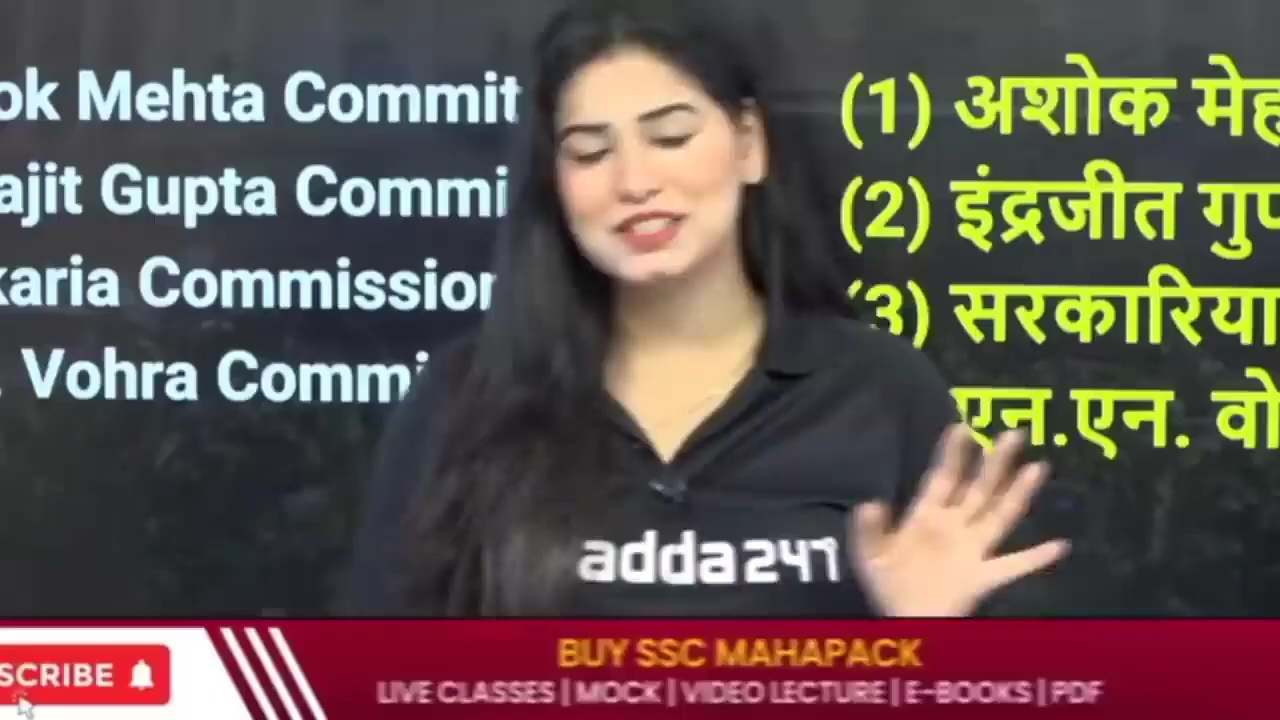 ok Mehta Commit
ajit Gupta Commi
karia Commission
. Vohra Commi
(1) अशोक मेह
(2) इंद्रजीत गुप
(3) सरकारिया
एन.एन. वो
adda247
SCRIBE
BUY SSC MAHAPACK
LIVE CLASSES | MOCK | VIDEO LECTURE | E-BOOKS | PDF